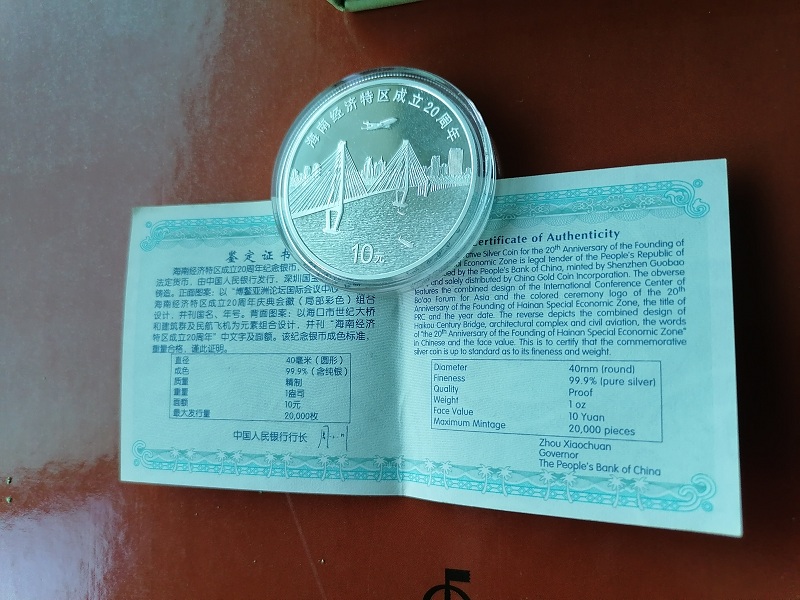 海南经济特区成立20周年
10元
鉴定证书
海南经济特区成立20周年纪念银币
法定货币，由中国人民银行发行，深圳国宝
铸造。正面图案：以“博鳌亚洲论坛国际会议中心
海南经济特区成立20周年庆典会徽（局部彩色）组合
设计，并刊国名、年号。背面图案：以海口市世纪大桥
和建筑群及民航飞机为元素组合设计，并刊“海南经济
特区成立20周年”中文字及面额。该纪念银币成色标准，
重量合格，谨此证明。
直径 40毫米（圆形）
成色 99.9%（含纯银）
质量 精制
重量 1盎司
面额 10元
最大发行量 20,000枚
中国人民银行行长
ertificate of Authenticity
ative Silver Coin for the 20th Anniversary of the Founding of
Economic Zone is legal tender of the People's Republic of
ed by the People's Bank of China, minted by Shenzhen Guobao
and solely distributed by China Gold Coin Incorporation. The obverse
features the combined design of the International Conference Center of
Bo'ao Forum for Asia and the colored ceremony logo of the 20th
Anniversary of the Founding of Hainan Special Economic Zone, the title of
PRC and the year date. The reverse depicts the combined design of
Haikou Century Bridge, architectural complex and civil aviation, the words
of "the 20th Anniversary of the Founding of Hainan Special Economic Zone"
in Chinese and the face value. This is to certify that the commemorative
silver coin is up to standard as to its fineness and weight.
Diameter 40mm (round)
Fineness 99.9% (pure silver)
Quality Proof
Weight 1 oz
Face Value 10 Yuan
Maximum Mintage 20,000 pieces
Zhou Xiaochuan
Governor
The People's Bank of China